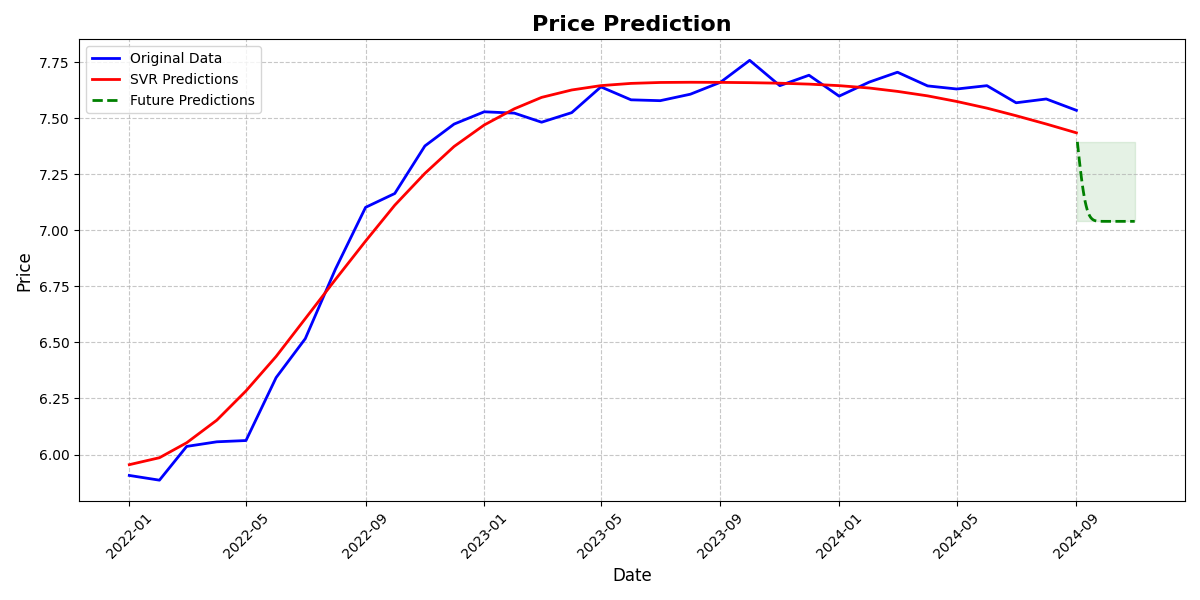 Price Prediction
Original Data
SVR Predictions
Future Predictions
Price
7.75
7.50
7.25
7.00
6.75
6.50
6.25
6.00
2022-01
2022-05
2022-09
2023-01
2023-05
2023-09
2024-01
2024-05
2024-09
Date